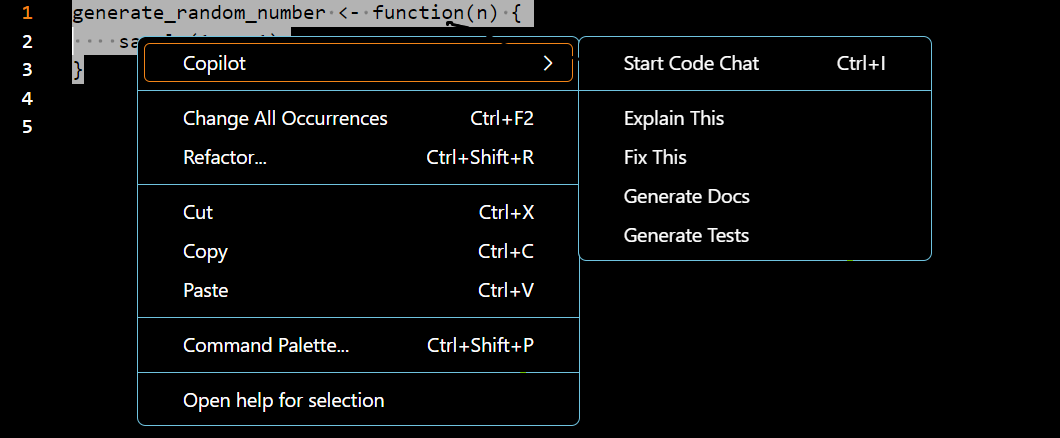 1 generate_random_number <- function(n) {
2
3 }
4
5
Copilot
Change All Occurrences Ctrl+F2
Refactor... Ctrl+Shift+R
Cut Ctrl+X
Copy Ctrl+C
Paste Ctrl+V
Command Palette... Ctrl+Shift+P
Open help for selection
Start Code Chat Ctrl+I
Explain This
Fix This
Generate Docs
Generate Tests